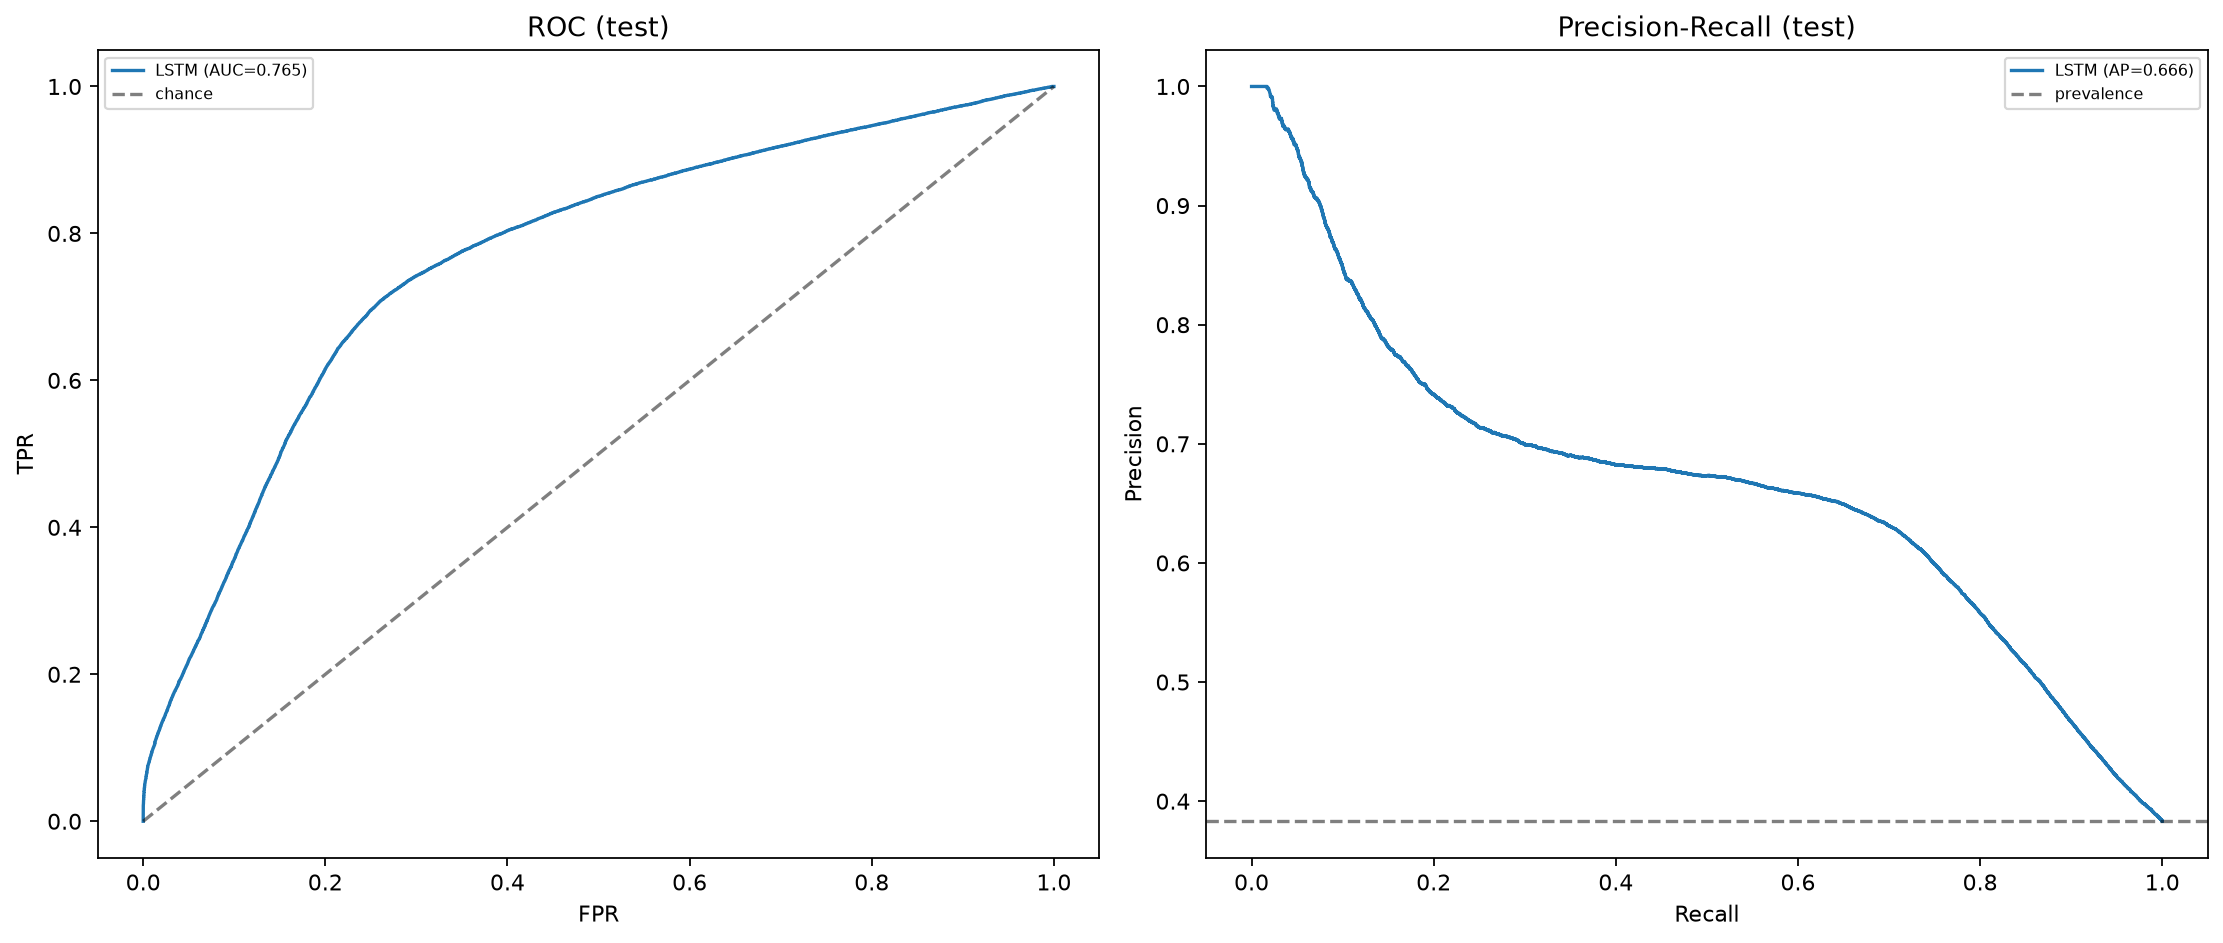 ROC (test)
LSTM (AUC=0.765)
chance
1.0
0.8
0.6
0.4
0.2
0.0
TPR
0.0 0.2 0.4 0.6 0.8 1.0
FPR
Precision-Recall (test)
LSTM (AP=0.666)
prevalence
1.0
0.9
0.8
0.7
0.6
0.5
0.4
Precision
0.0 0.2 0.4 0.6 0.8 1.0
Recall